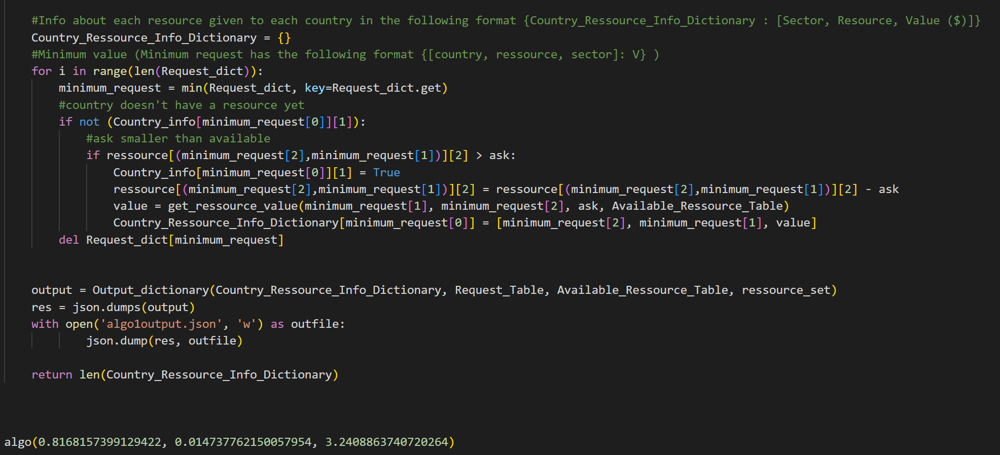 #Info about each resource given to each country in the following format {Country_Ressource_Info_Dictionary : [Sector, Resource, Value ($)]}
Country_Ressource_Info_Dictionary = {}
#Minimum value (Minimum request has the following format {[country, ressource, sector]: V} )
for i in range(len(Request_dict)):
minimum_request = min(Request_dict, key=Request_dict.get)
#country doesn't have a resource yet
if not (Country_info[minimum_request[0]][1]):
#ask smaller than available
if ressource[(minimum_request[2],minimum_request[1])][2] > ask:
Country_info[minimum_request[0]][1] = True
ressource[(minimum_request[2],minimum_request[1])][2] = ressource[(minimum_request[2],minimum_request[1])][2] - ask
value = get_ressource_value(minimum_request[1], minimum_request[2], ask, Available_Ressource_Table)
Country_Ressource_Info_Dictionary[minimum_request[0]] = [minimum_request[2], minimum_request[1], value]
del Request_dict[minimum_request]
output = Output_dictionary(Country_Ressource_Info_Dictionary, Request_Table, Available_Ressource_Table, ressource_set)
res = json.dumps(output)
with open('algo1output.json', 'w') as outfile:
json.dump(res, outfile)
return len(Country_Ressource_Info_Dictionary)
algo(0.8168157399129422, 0.014737762150057954, 3.2408863740720264)